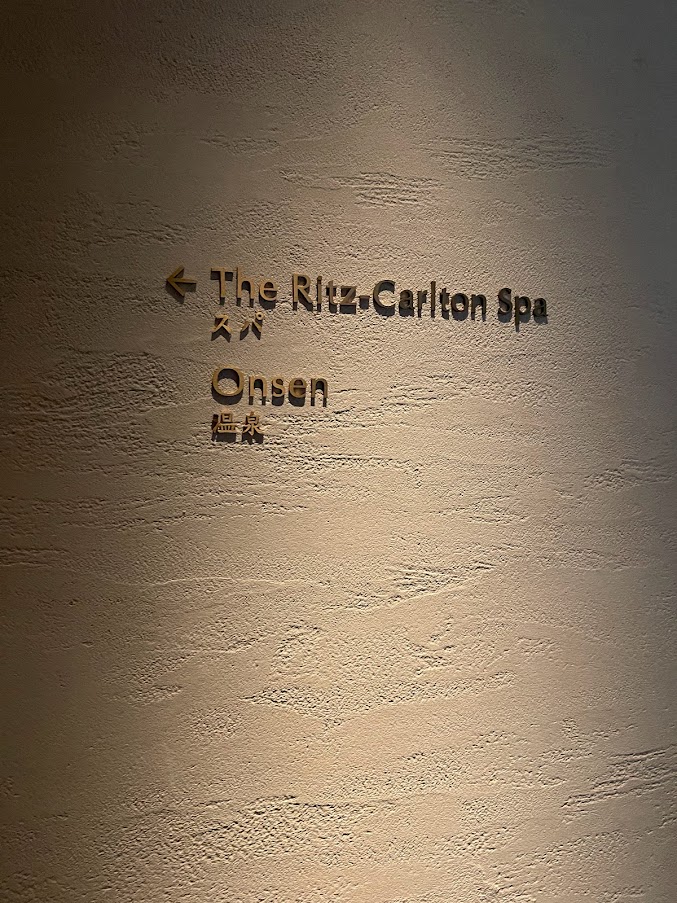 ← The Ritz-Carlton Spa
スパ
Onsen
温泉